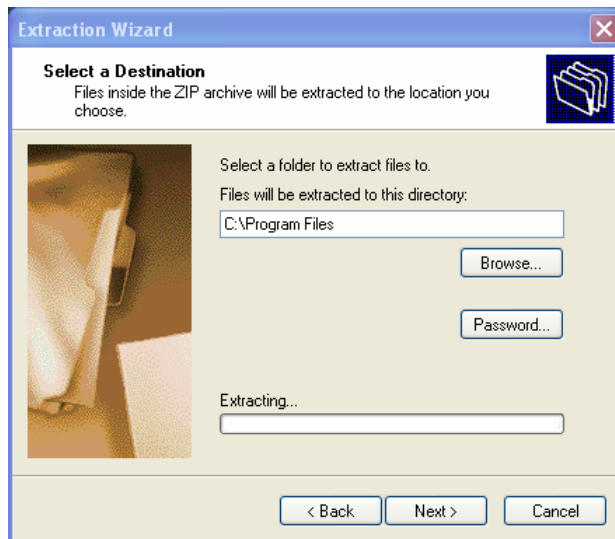 Extraction Wizard
Select a Destination
Files inside the ZIP archive will be extracted to the location you
choose.
Select a folder to extract files to.
Files will be extracted to this directory:
C:\Program Files
Browse...
Password...
Extracting...
< Back
Next >
Cancel